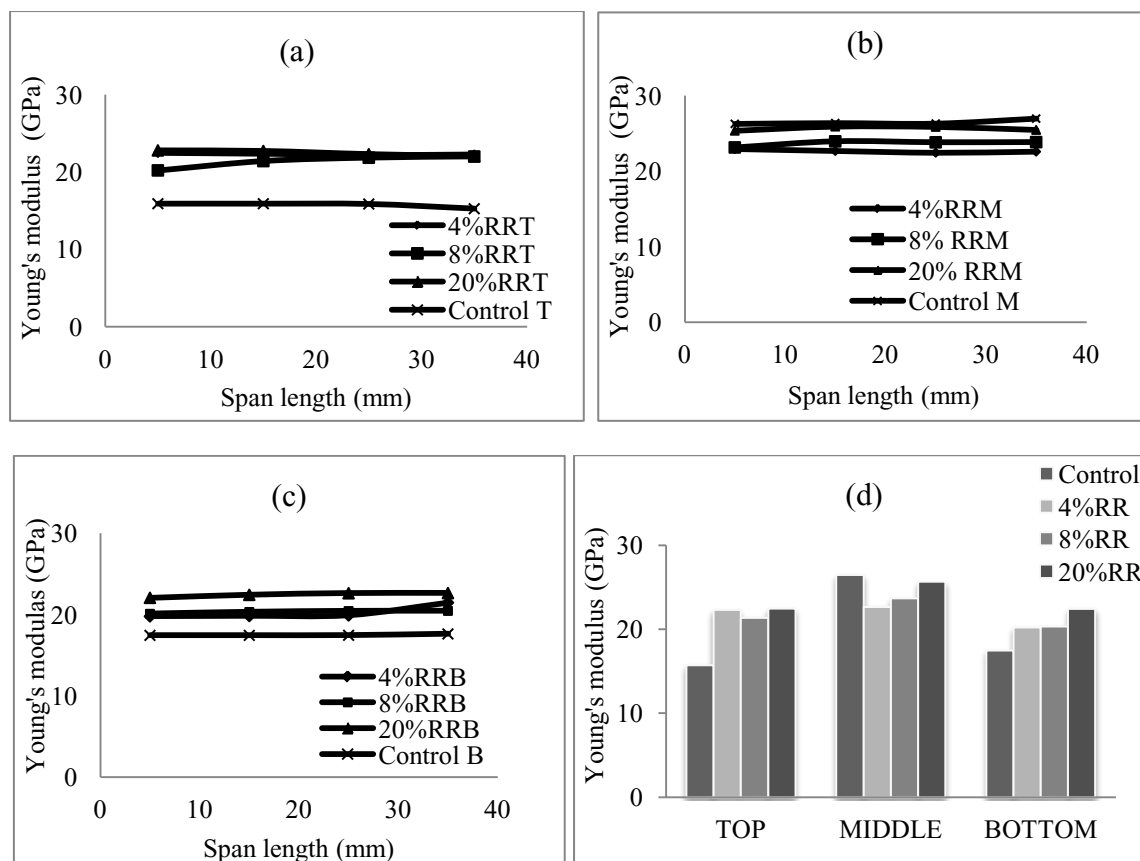 (a)
Young's modulus (GPa)
30
20
10
0
4%RRT
8%RRT
20%RRT
Control T
0 10 20 30 40
Span length (mm)
(b)
Young's modulus (GPa)
30
20
10
0
4%RRM
8% RRM
20% RRM
Control M
0 10 20 30 40
Span length (mm)
(c)
Young's modulas (GPa)
30
20
10
0
4%RRB
8%RRB
20%RRB
Control B
0 10 20 30 40
Span length (mm)
(d)
Control
4%RR
8%RR
20%RR
Young's modulus (GPa)
30
20
10
0
TOP MIDDLE BOTTOM